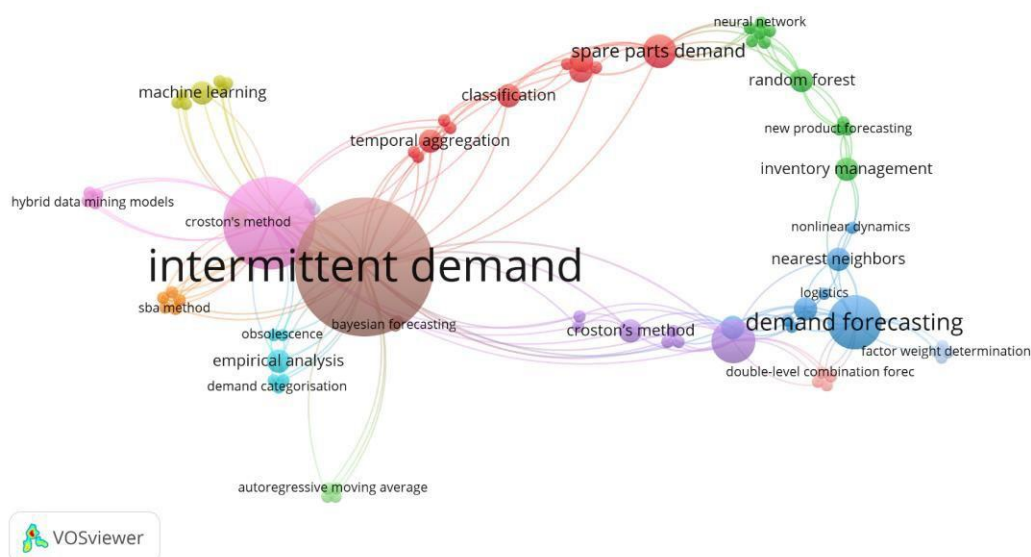 neural network
spare parts demand
random forest
machine learning
classification
new product forecasting
temporal aggregation
inventory management
hybrid data mining models
croston's method
nonlinear dynamics
intermittent demand
nearest neighbors
logistics
sba method
bayesian forecasting
croston’s method
demand forecasting
obsolescence
factor weight determination
empirical analysis
double-level combination forec
demand categorisation
autoregressive moving average
VOSviewer